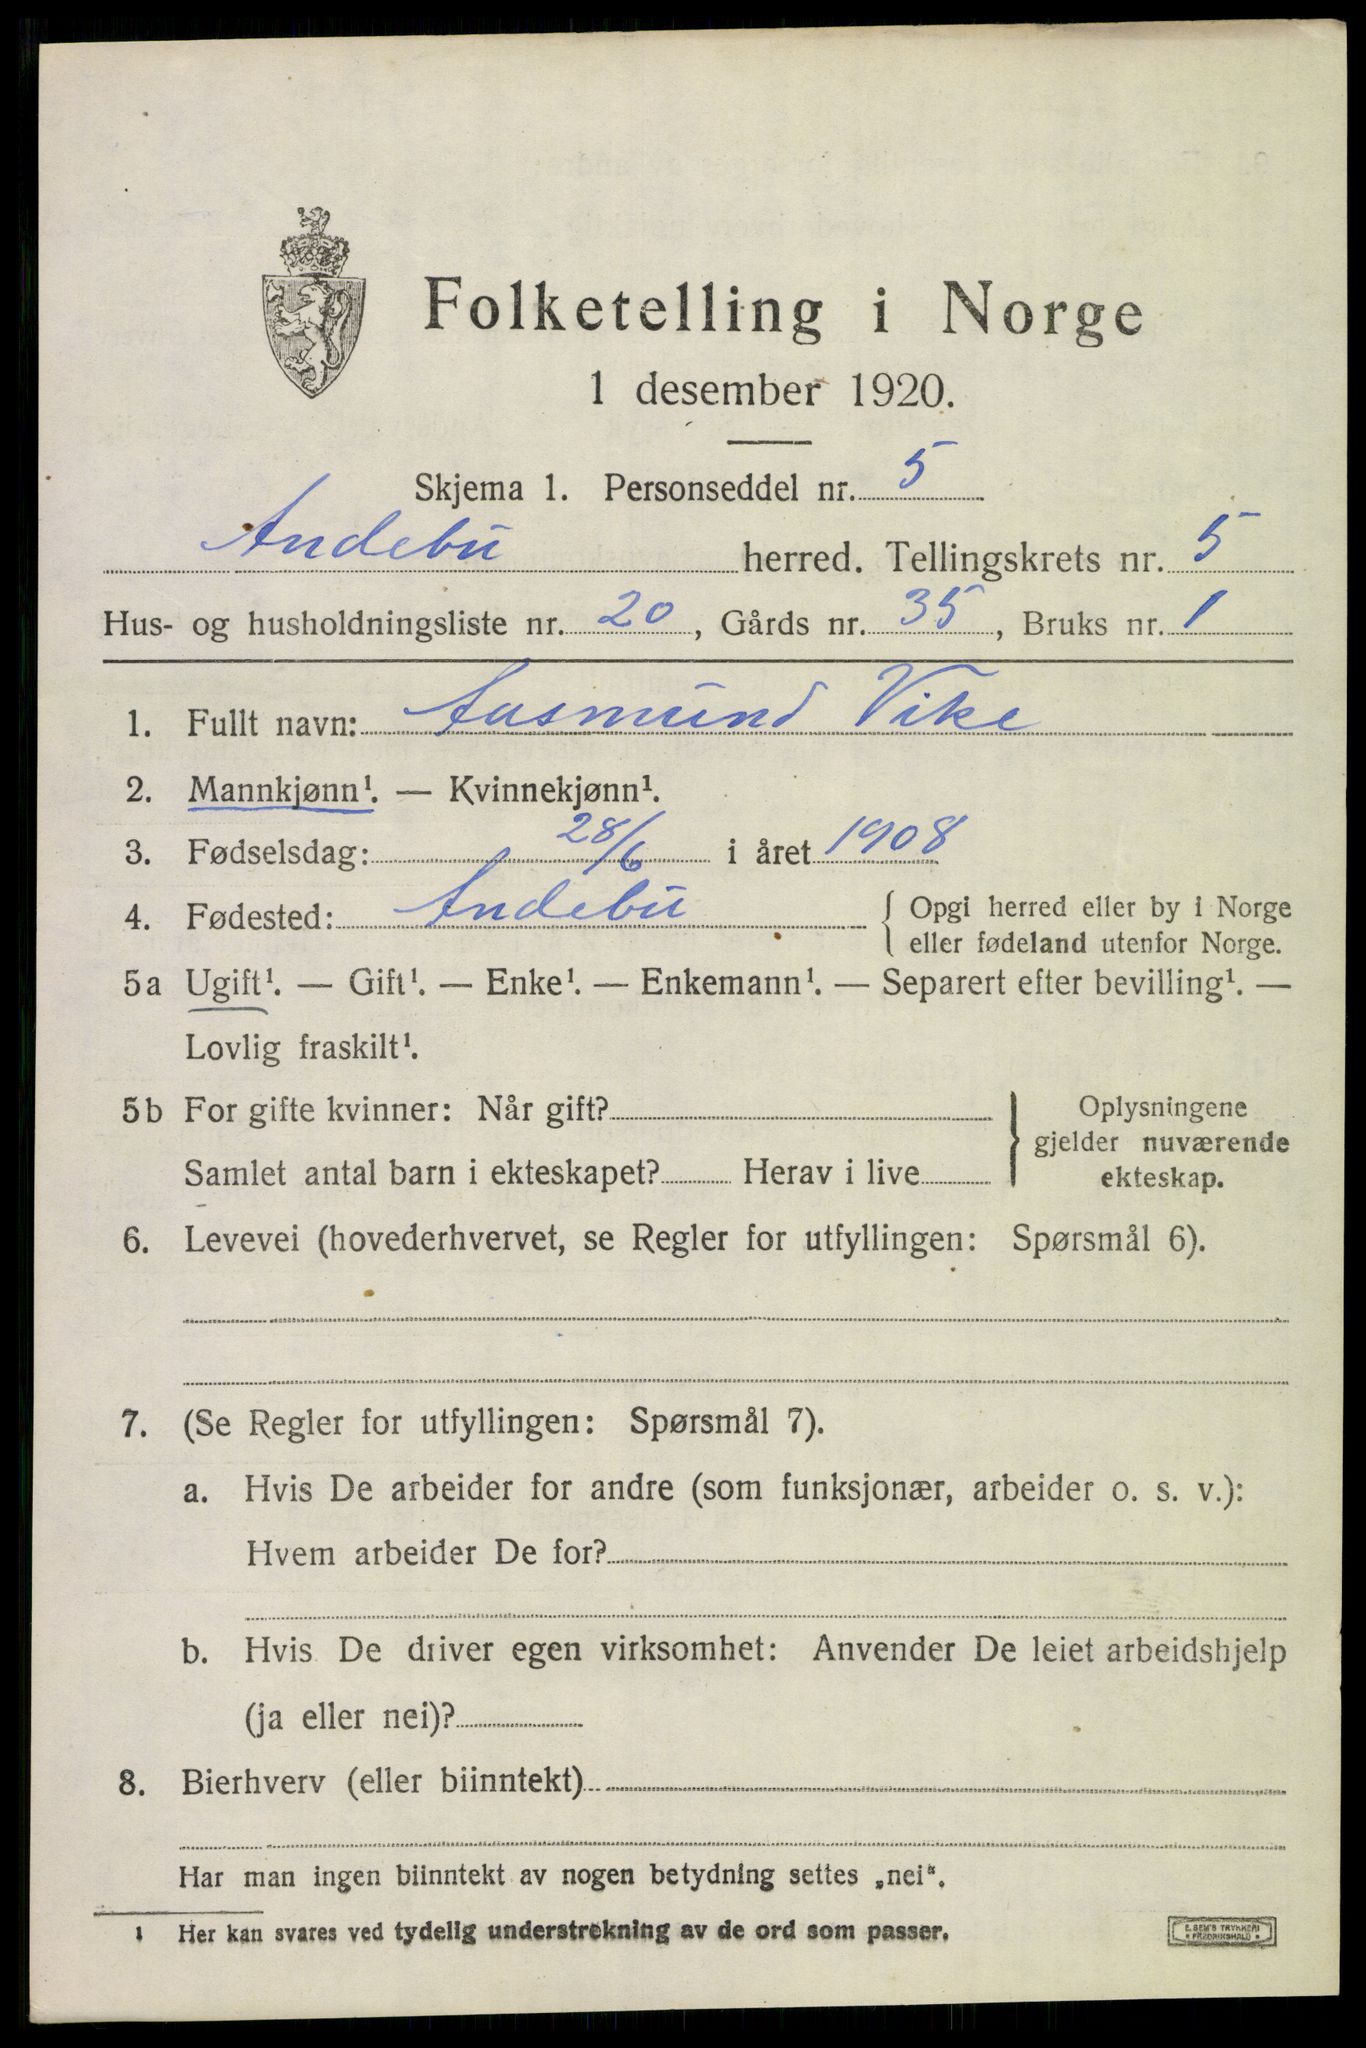 Folketelling i Norge
1 desember 1920.
Skjema 1. Personseddel nr. 5
Andebu herred. Tellingskrets nr. 5
Hus- og husholdningsliste nr. 20, Gårds nr. 35, Bruks nr. 1
1. Fullt navn: Aasmund Vike
2. Mannkjønn¹. — Kvinnekjønn¹.
3. Fødselsdag: 28/6 i året 1908
4. Fødested: Andebu { Opgi herred eller by i Norge
eller fødeland utenfor Norge.
5a Ugift¹. — Gift¹. — Enke¹. — Enkemann¹. — Separert efter bevilling¹. —
Lovlig fraskilt¹.
5b For gifte kvinner: Når gift?
Samlet antal barn i ekteskapet? Herav i live
} Oplysningene
gjelder nuværende
ekteskap.
6. Levevei (hovederhvervet, se Regler for utfyllingen: Spørsmål 6).
7. (Se Regler for utfyllingen: Spørsmål 7).
a. Hvis De arbeider for andre (som funksjonær, arbeider o. s. v.):
Hvem arbeider De for?
b. Hvis De driver egen virksomhet: Anvender De leiet arbeidshjelp
(ja eller nei)?
8. Bierhverv (eller biinntekt)
Har man ingen biinntekt av nogen betydning settes „nei“.
1 Her kan svares ved tydelig understrekning av de ord som passer.
E. SEM'S TRYKKERI
FREDRIKSHALD